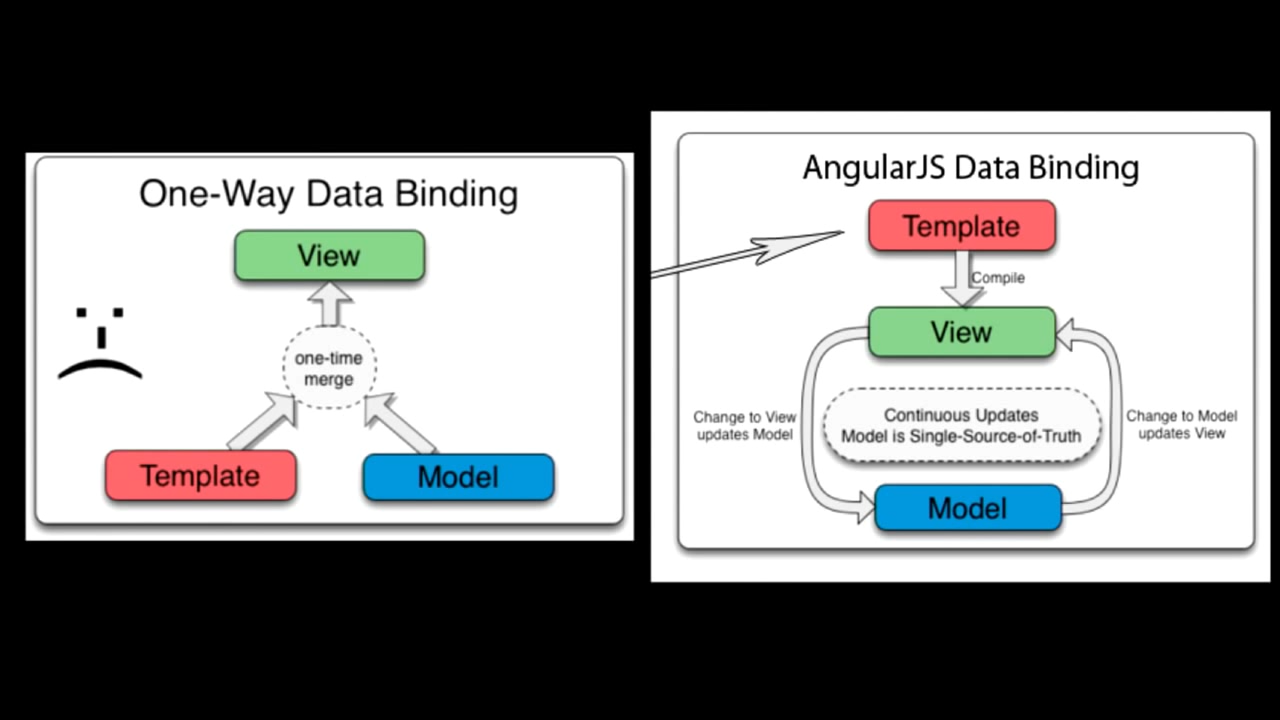 One-Way Data Binding
View
one-time
merge
Template
Model
AngularJS Data Binding
Template
Compile
View
Change to View
updates Model
Continuous Updates
Model is Single-Source-of-Truth
Change to Model
updates View
Model